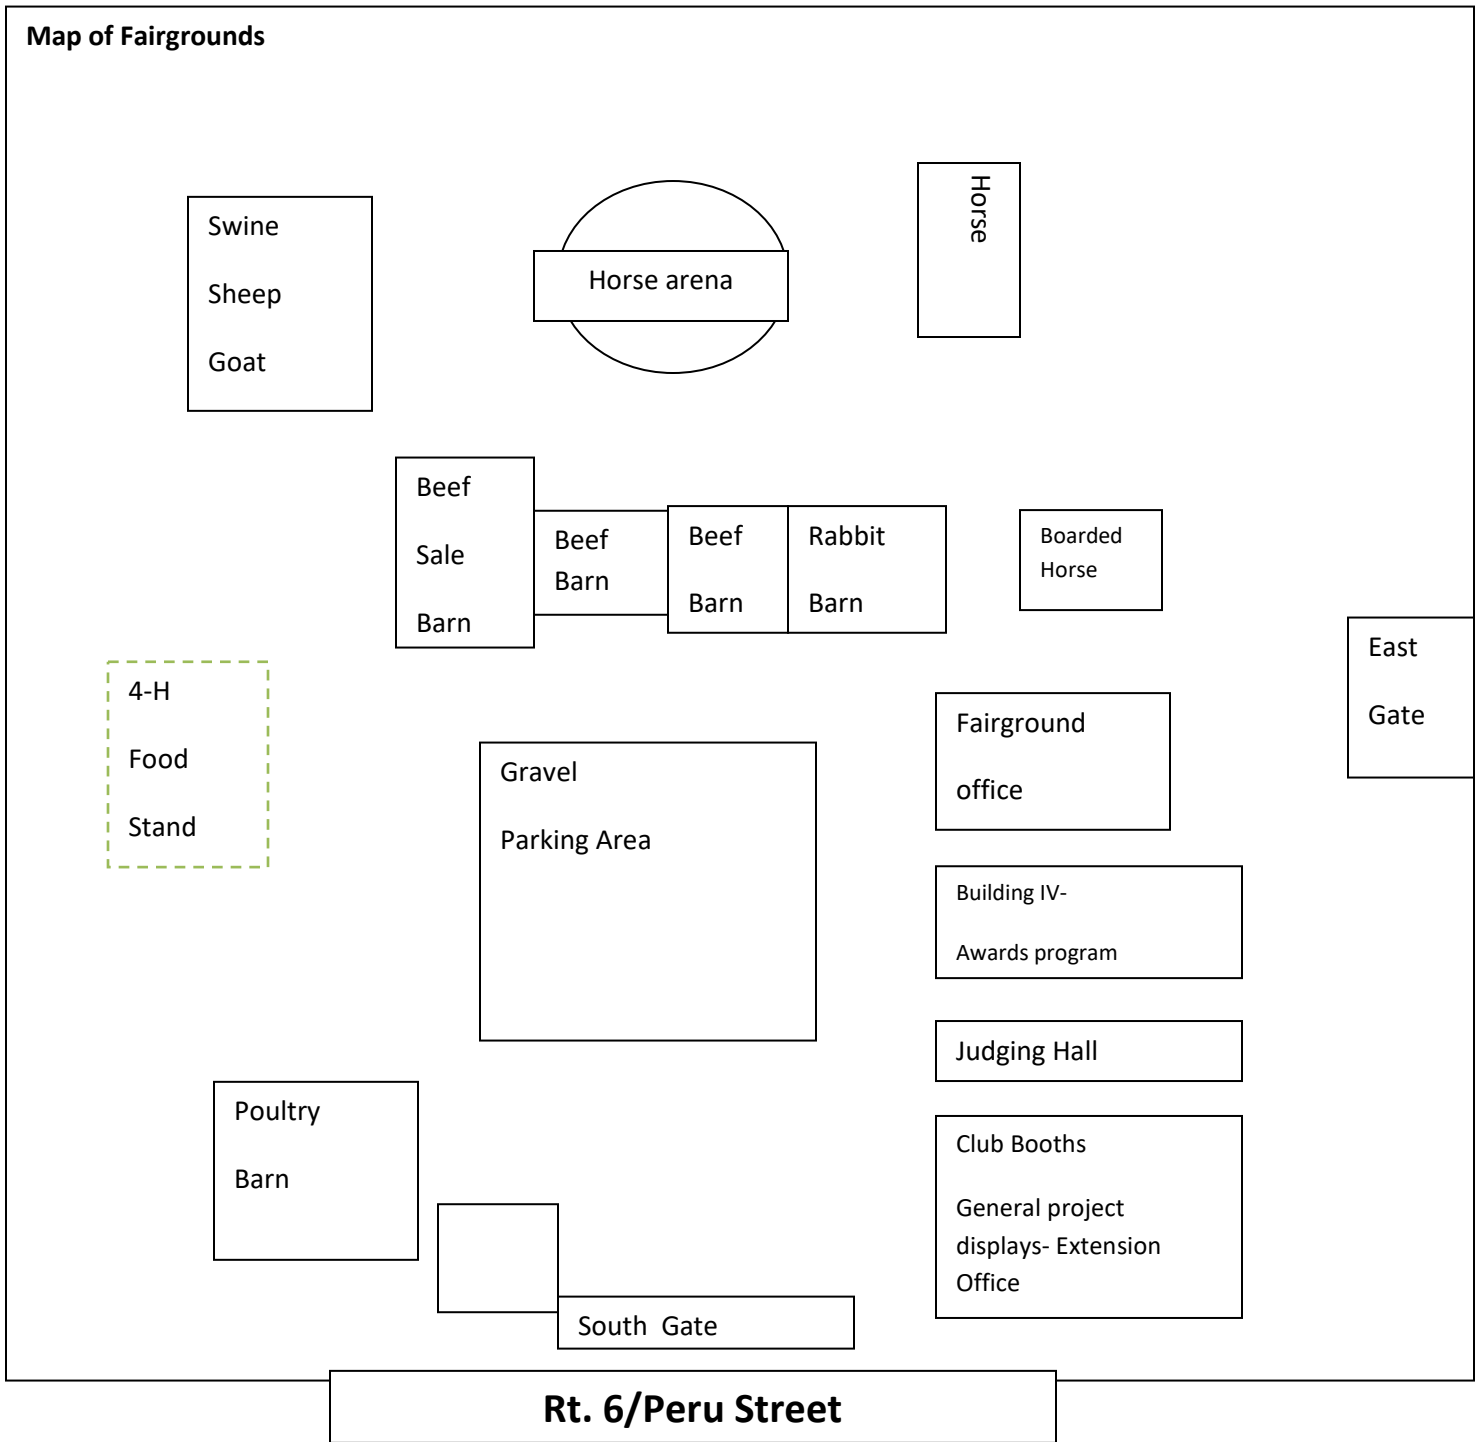 Map of Fairgrounds
Horse
Swine
Sheep
Goat
Horse arena
Beef
Sale
Barn
Beef
Barn
Beef
Barn
Rabbit
Barn
Boarded
Horse
East
Gate
4-H
Food
Stand
Fairground
office
Gravel
Parking Area
Building IV-
Awards program
Judging Hall
Poultry
Barn
Club Booths
General project
displays- Extension
Office
South  Gate
Rt. 6/Peru Street